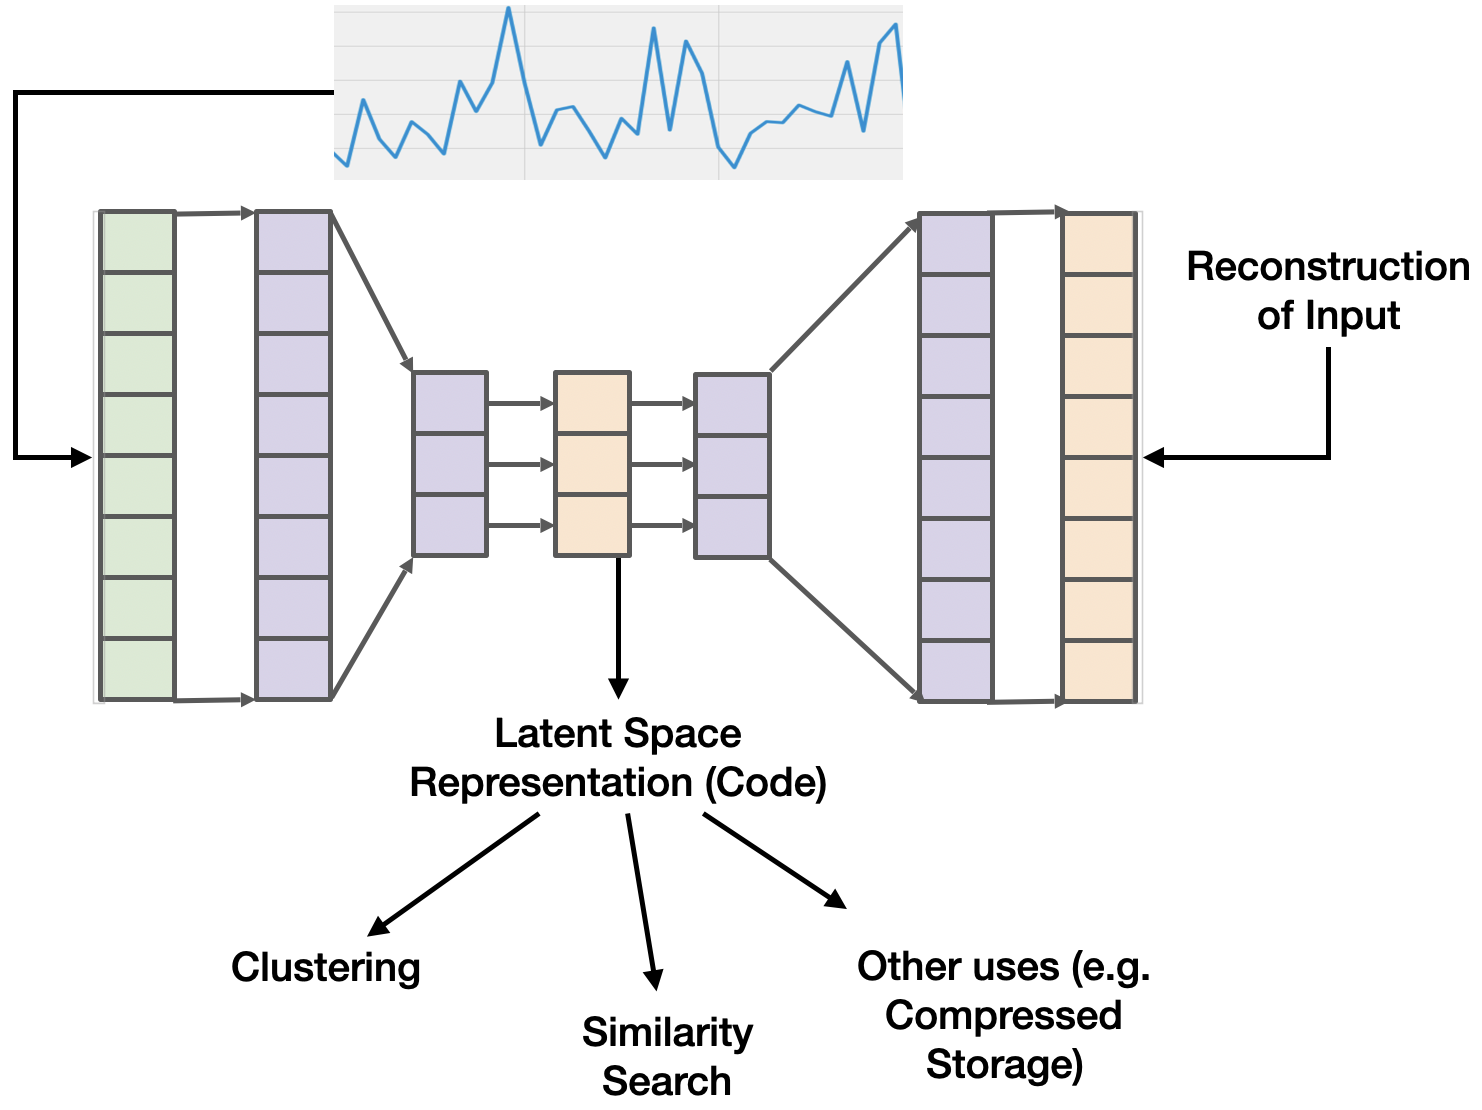 Reconstruction
of Input
Latent Space
Representation (Code)
Clustering
Similarity
Search
Other uses (e.g.
Compressed
Storage)